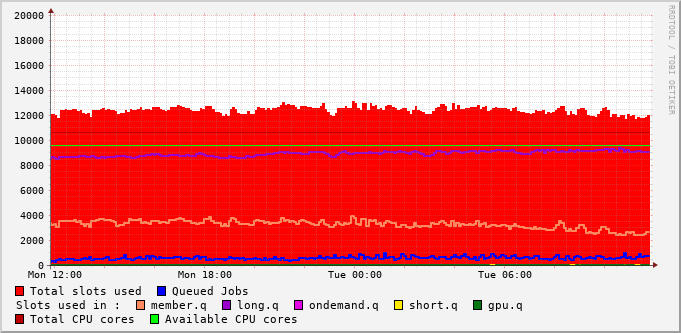 20000
18000
16000
14000
12000
10000
8000
6000
4000
2000
0
Mon 12:00 Mon 18:00 Tue 00:00 Tue 06:00
Total slots used Queued Jobs
Slots used in : member.q long.q ondemand.q short.q gpu.q
Total CPU cores Available CPU cores
RRDTOOL / TOBI OETIKER